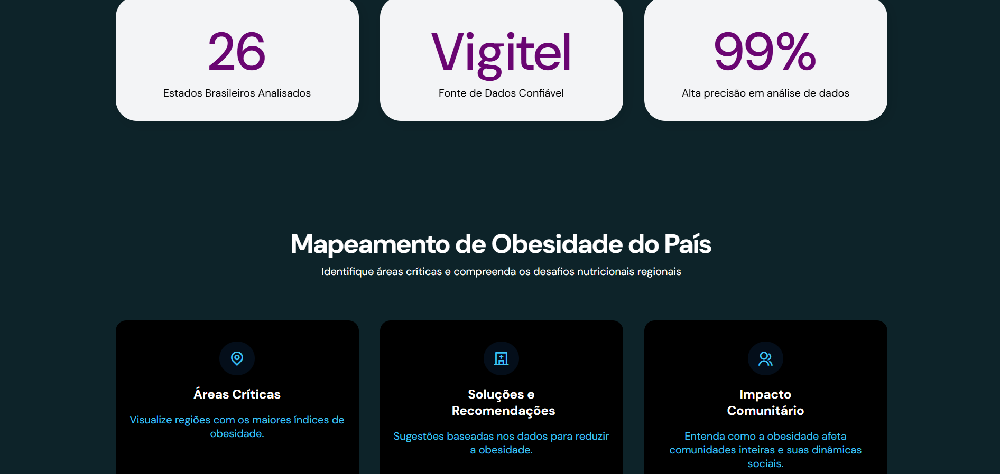 26
Estados Brasileiros Analisados
Vigitel
Fonte de Dados Confiável
99%
Alta precisão em análise de dados
Mapeamento de Obesidade do País
Identifique áreas críticas e compreenda os desafios nutricionais regionais
Áreas Críticas
Visualize regiões com os maiores índices de
obesidade.
Soluções e
Recomendações
Sugestões baseadas nos dados para reduzir
a obesidade.
Impacto
Comunitário
Entenda como a obesidade afeta
comunidades inteiras e suas dinâmicas
sociais.